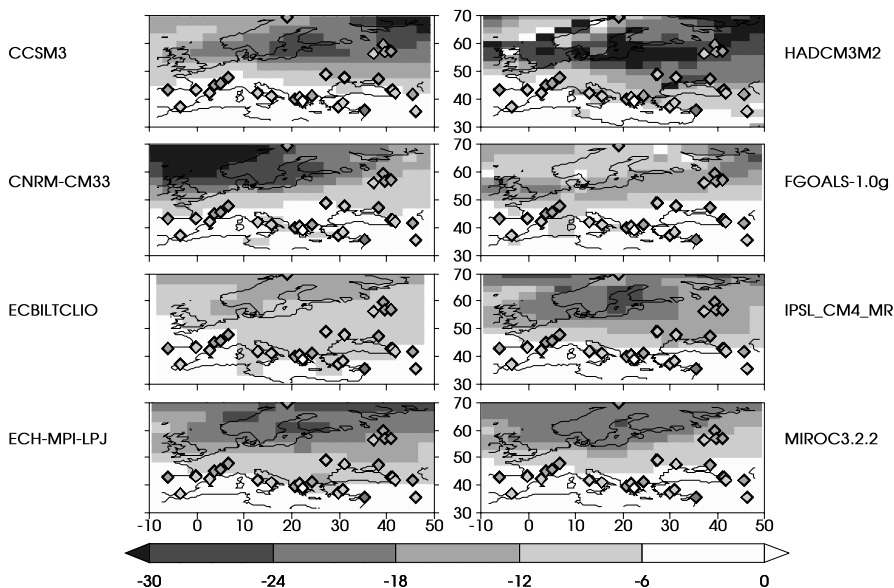 70
CCSM3 60 HADCM3M2
50
40
30
70
CNRM-CM33 60 FGOALS-1.0g
50
40
30
70
ECBILTCLIO 60 IPSL_CM4_MR
50
40
30
70
ECH-MPI-LPJ 60 MIROC3.2.2
50
40
30
-10 0 10 20 30 40 50 -10 0 10 20 30 40 50
-30 -24 -18 -12 -6 0